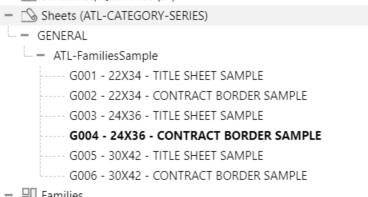 Sheets (ATL-CATEGORY-SERIES)
GENERAL
ATL-FamiliesSample
G001 - 22X34 - TITLE SHEET SAMPLE
G002 - 22X34 - CONTRACT BORDER SAMPLE
G003 - 24X36 - TITLE SHEET SAMPLE
G004 - 24X36 - CONTRACT BORDER SAMPLE
G005 - 30X42 - TITLE SHEET SAMPLE
G006 - 30X42 - CONTRACT BORDER SAMPLE
Families